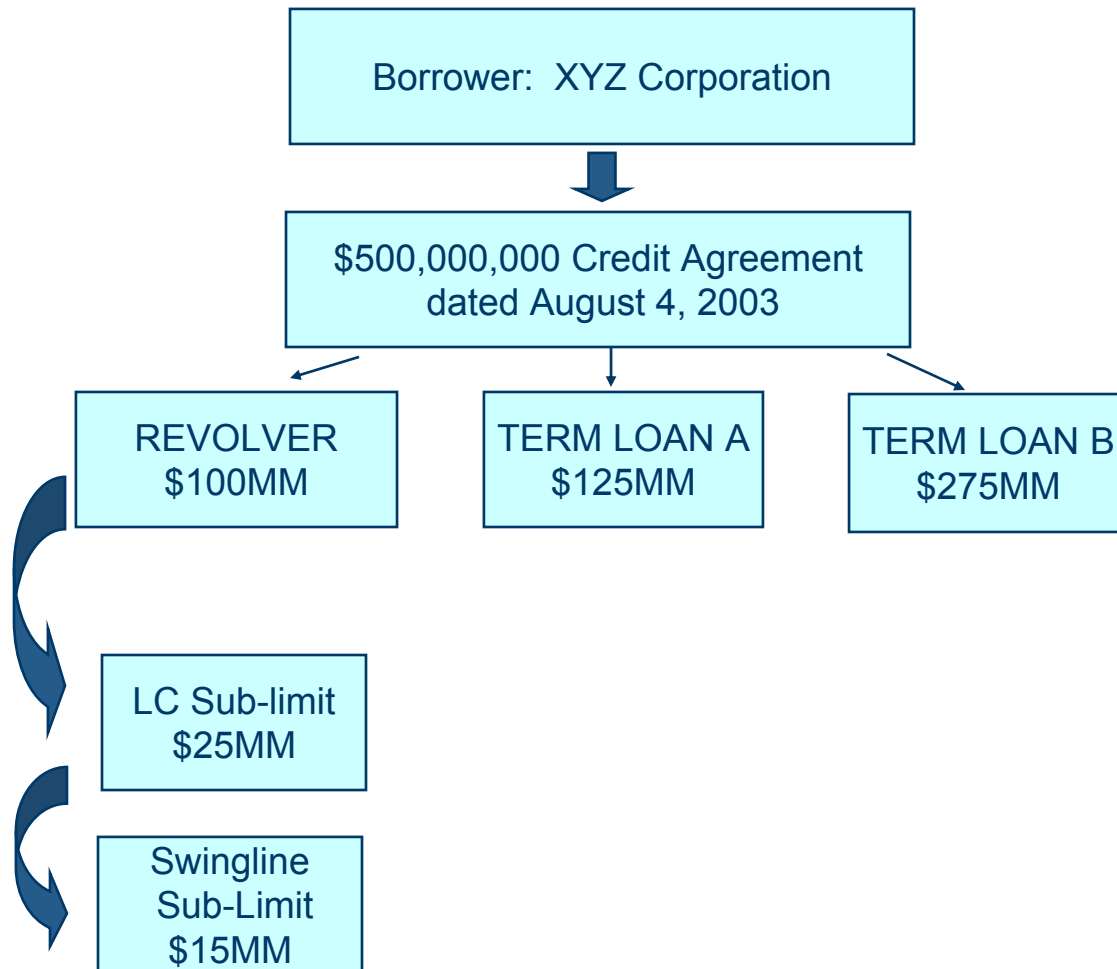 Borrower:  XYZ Corporation
$500,000,000 Credit Agreement
dated August 4, 2003
REVOLVER
$100MM
TERM LOAN A
$125MM
TERM LOAN B
$275MM
LC Sub-limit
$25MM
Swingline
Sub-Limit
$15MM